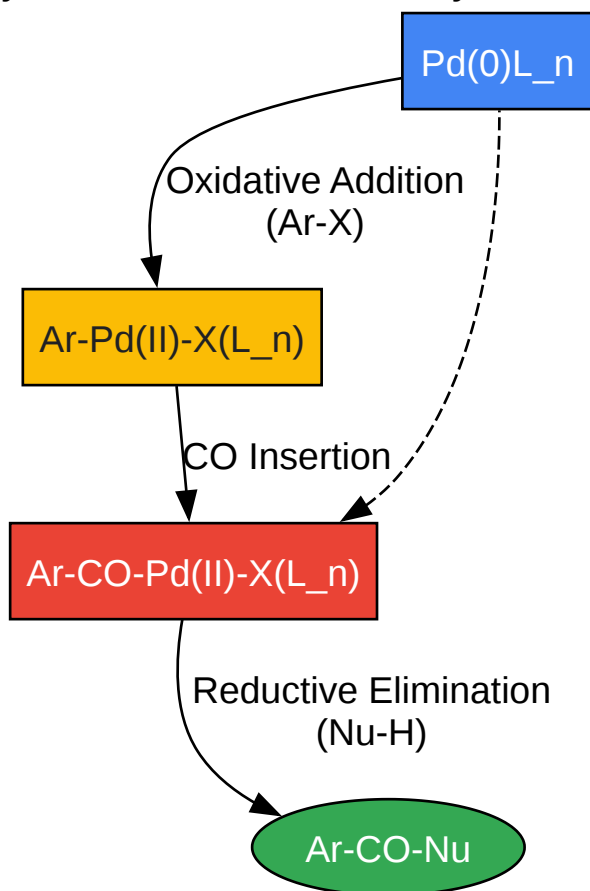 Pd(0)L_n
Oxidative Addition
(Ar-X)
Ar-Pd(II)-X(L_n)
CO Insertion
Ar-CO-Pd(II)-X(L_n)
Reductive Elimination
(Nu-H)
Ar-CO-Nu